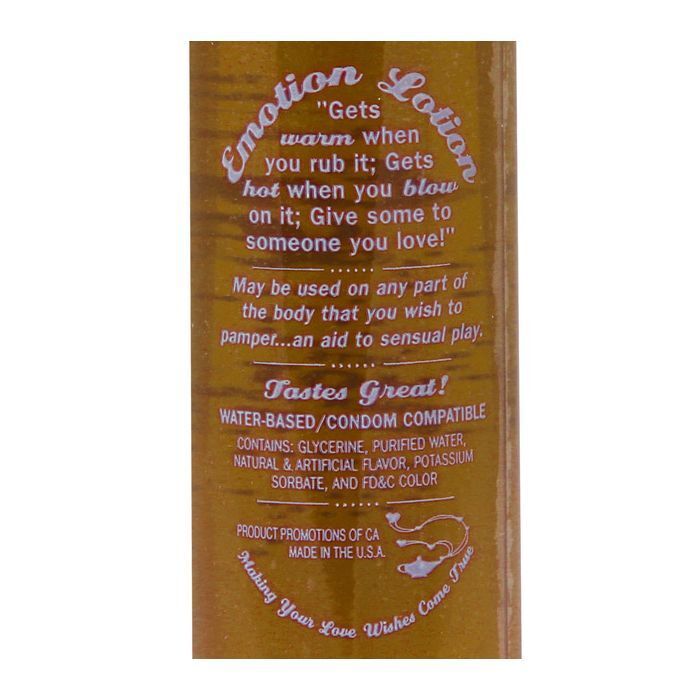 Emotion Lotion
"Gets
warm when
you rub it; Gets
hot when you blow
on it; Give some to
someone you love!"
May be used on any part of
the body that you wish to
pamper...an aid to sensual play.
Tastes Great!
WATER-BASED/CONDOM COMPATIBLE
CONTAINS: GLYCERINE, PURIFIED WATER,
NATURAL & ARTIFICIAL FLAVOR, POTASSIUM
SORBATE, AND FD&C COLOR
PRODUCT PROMOTIONS OF CA
MADE IN THE U.S.A.
Making Your Love Wishes Come True